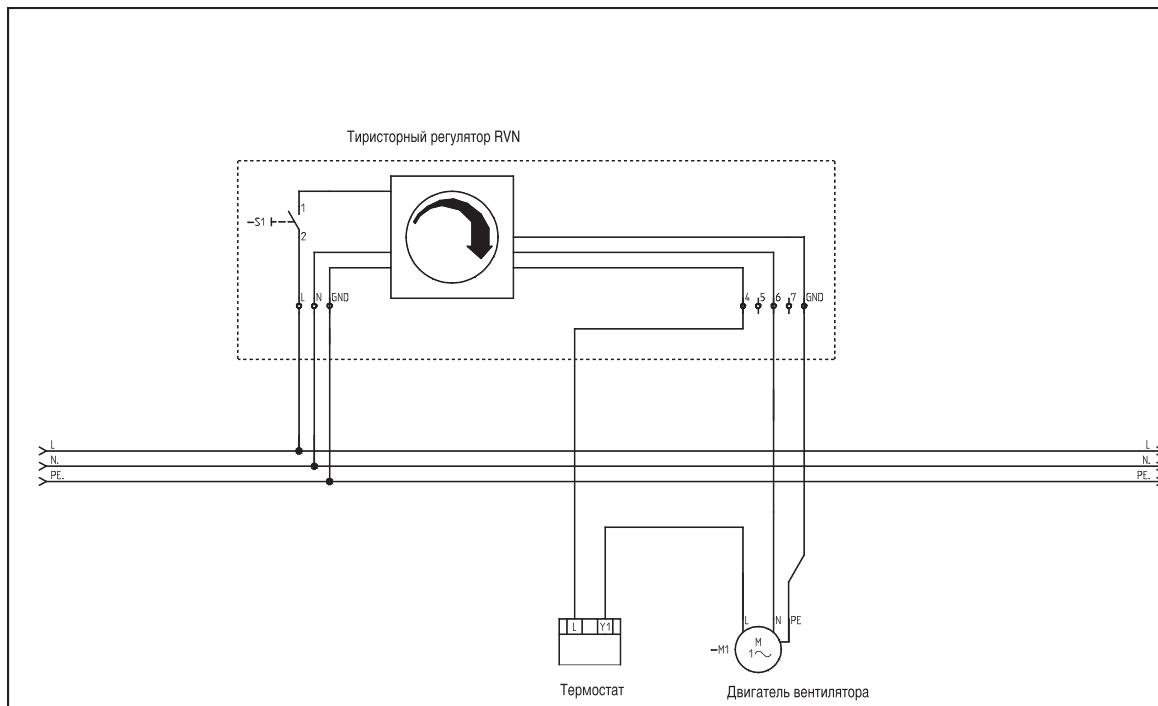 Тиристорный регулятор RVN
1
-S1
2
L N GND
4 5 6 7 GND
L L
N. N.
PE. PE.
L N PE
L Y1
M
1~
-M1
Термостат
Двигатель вентилятора